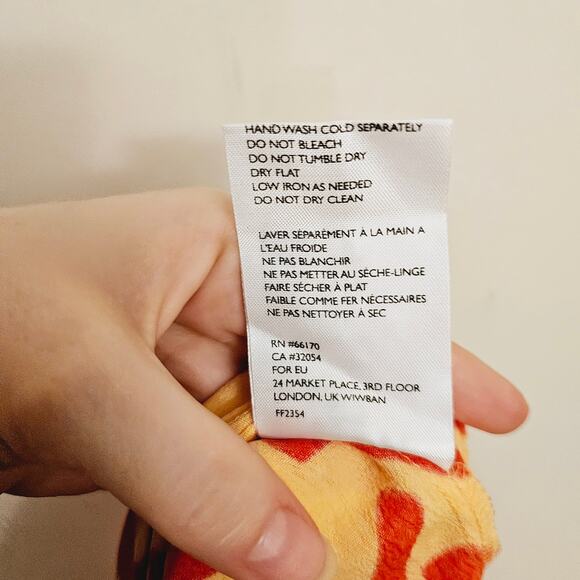 HAND WASH COLD SEPARATELY
DO NOT BLEACH
DO NOT TUMBLE DRY
DRY FLAT
LOW IRON AS NEEDED
DO NOT DRY CLEAN
LAVER SÉPARÉMENT À LA MAIN A
L'EAU FROIDE
NE PAS BLANCHIR
NE PAS METTER AU SÈCHE-LINGE
FAIRE SÉCHER À PLAT
FAIBLE COMME FER NÉCESSAIRES
NE PAS NETTOYER À SEC
RN #66170
CA #32054
FOR EU
24 MARKET PLACE, 3RD FLOOR
LONDON, UK W1W8AN
FF2354